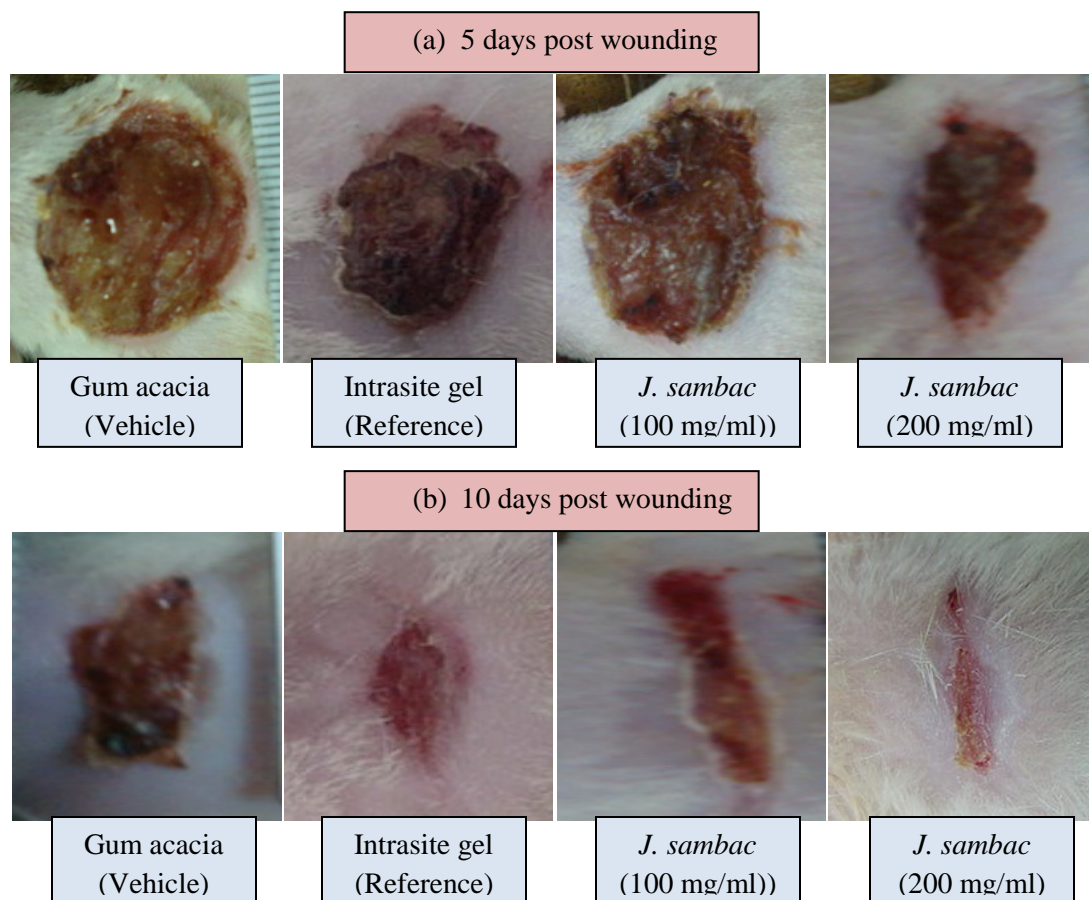 (a) 5 days post wounding
Gum acacia
(Vehicle)
Intrasite gel
(Reference)
J. sambac
(100 mg/ml))
J. sambac
(200 mg/ml)
(b) 10 days post wounding
Gum acacia
(Vehicle)
Intrasite gel
(Reference)
J. sambac
(100 mg/ml))
J. sambac
(200 mg/ml)